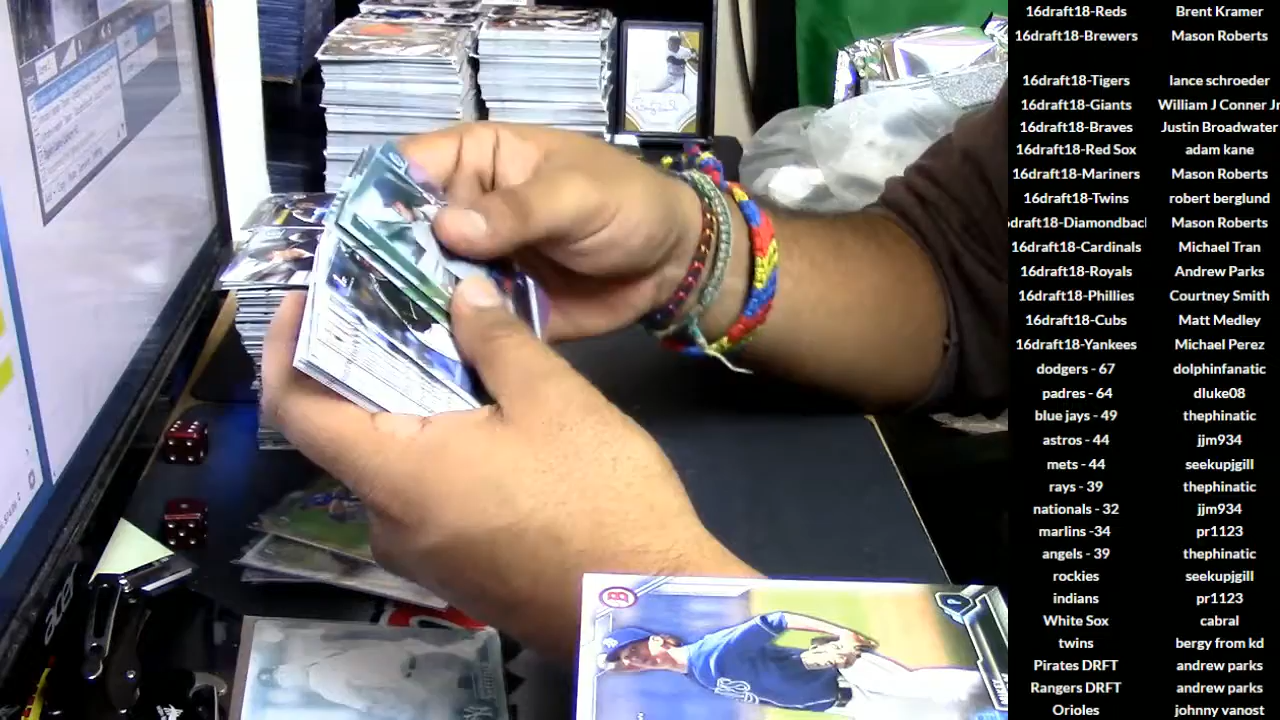 16draft18-Reds Brent Kramer
16draft18-Brewers Mason Roberts
16draft18-Tigers lance schroeder
16draft18-Giants William J Conner Jr
16draft18-Braves Justin Broadwater
16draft18-Red Sox adam kane
16draft18-Mariners Mason Roberts
16draft18-Twins robert berglund
draft18-Diamondbac Mason Roberts
16draft18-Cardinals Michael Tran
16draft18-Royals Andrew Parks
16draft18-Phillies Courtney Smith
16draft18-Cubs Matt Medley
16draft18-Yankees Michael Perez
dodgers - 67 dolphinfanatic
padres - 64 dluke08
blue jays - 49 thephinatic
astros - 44 jjm934
mets - 44 seekupjgill
rays - 39 thephinatic
nationals - 32 jjm934
marlins -34 pr1123
angels - 39 thephinatic
rockies seekupjgill
indians pr1123
White Sox cabral
twins bergy from kd
Pirates DRFT andrew parks
Rangers DRFT andrew parks
Orioles johnny vanost
acer
B